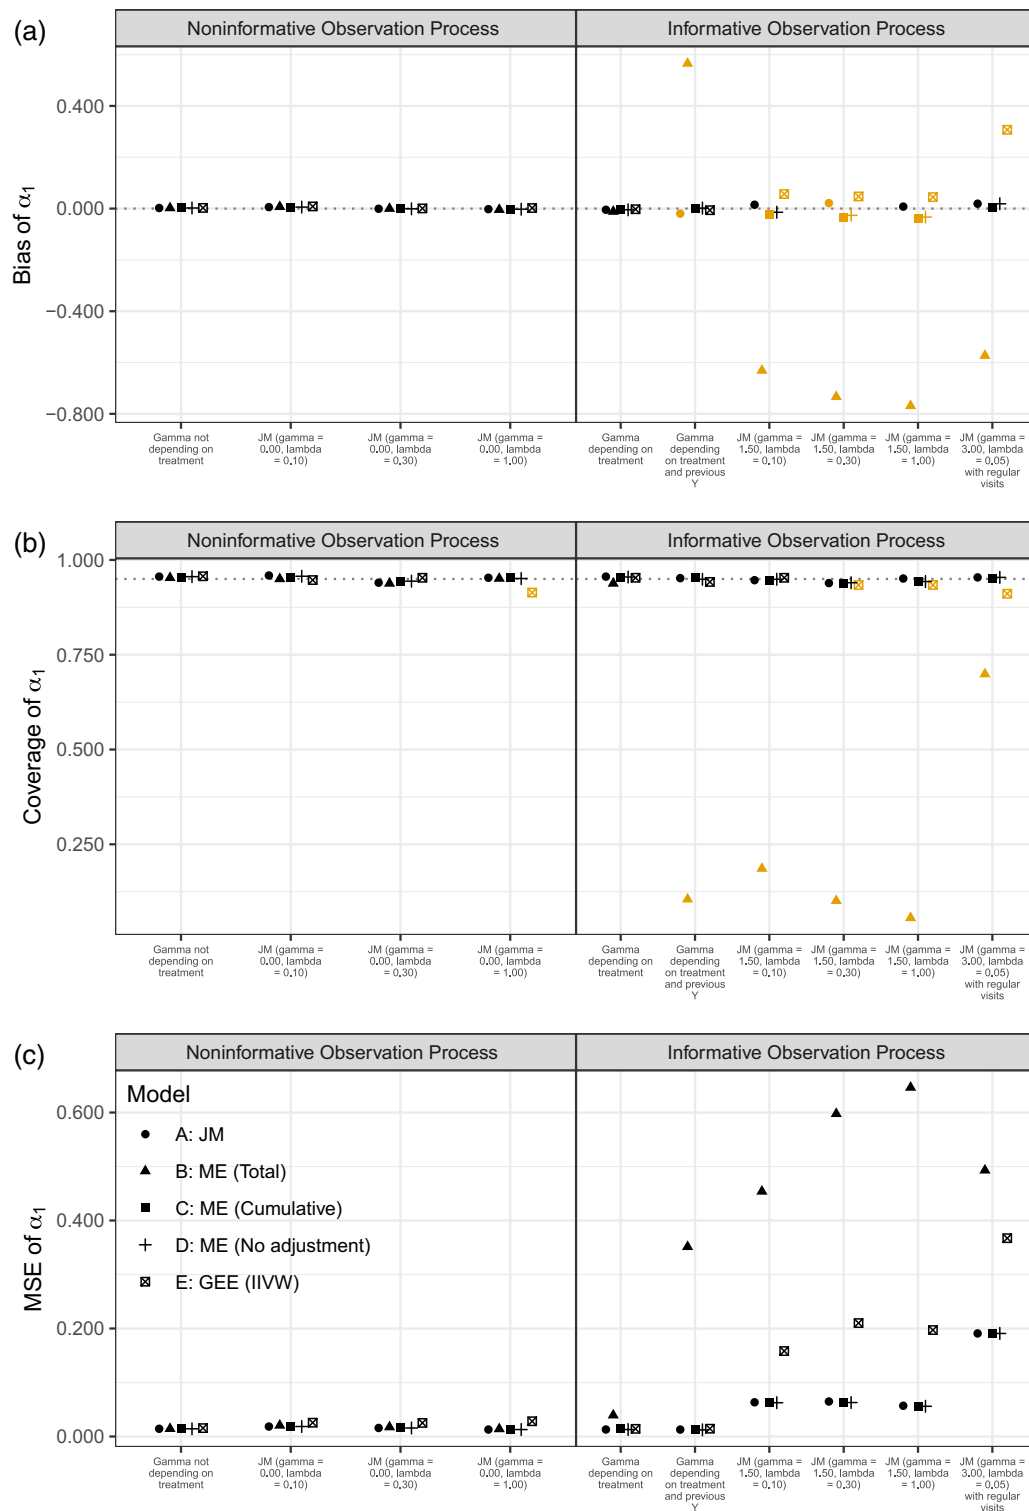 (a)
Noninformative Observation Process
Informative Observation Process
Bias of α1
0.400
0.000
−0.400
−0.800
Gamma not
depending on
treatment
JM (gamma =
0.00, lambda
= 0.10)
JM (gamma =
0.00, lambda
= 0.30)
JM (gamma =
0.00, lambda
= 1.00)
Gamma
depending on
treatment
Gamma
depending
on treatment
and previous
Y
JM (gamma =
1.50, lambda
= 0.10)
JM (gamma =
1.50, lambda
= 0.30)
JM (gamma =
1.50, lambda
= 1.00)
JM (gamma =
3.00, lambda
= 0.05)
with regular
visits
(b)
Noninformative Observation Process
Informative Observation Process
Coverage of α1
1.000
0.750
0.500
0.250
Gamma not
depending on
treatment
JM (gamma =
0.00, lambda
= 0.10)
JM (gamma =
0.00, lambda
= 0.30)
JM (gamma =
0.00, lambda
= 1.00)
Gamma
depending on
treatment
Gamma
depending
on treatment
and previous
Y
JM (gamma =
1.50, lambda
= 0.10)
JM (gamma =
1.50, lambda
= 0.30)
JM (gamma =
1.50, lambda
= 1.00)
JM (gamma =
3.00, lambda
= 0.05)
with regular
visits
(c)
Noninformative Observation Process
Informative Observation Process
MSE of α1
0.600
0.400
0.200
0.000
Model
A: JM
B: ME (Total)
C: ME (Cumulative)
D: ME (No adjustment)
E: GEE (IIVW)
Gamma not
depending on
treatment
JM (gamma =
0.00, lambda
= 0.10)
JM (gamma =
0.00, lambda
= 0.30)
JM (gamma =
0.00, lambda
= 1.00)
Gamma
depending on
treatment
Gamma
depending
on treatment
and previous
Y
JM (gamma =
1.50, lambda
= 0.10)
JM (gamma =
1.50, lambda
= 0.30)
JM (gamma =
1.50, lambda
= 1.00)
JM (gamma =
3.00, lambda
= 0.05)
with regular
visits